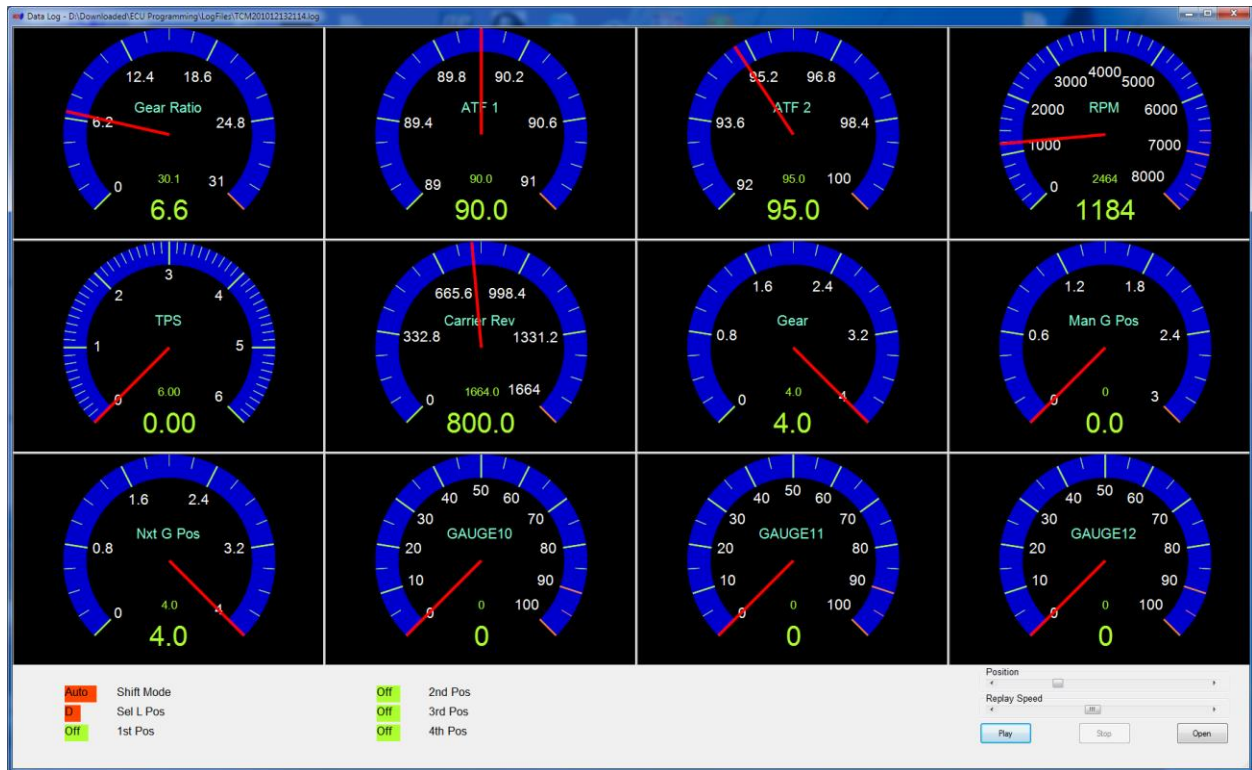 Data Log - D:\Downloaded\ECU Programming\LogFiles\TCM201012132114.log
12.4 18.6
Gear Ratio
6.2 24.8
0 30.1 31
6.6
89.8 90.2
ATF 1
89.4 90.6
89 90.0 91
90.0
95.2 96.8
ATF 2
93.6 98.4
92 95.0 100
95.0
3000 4000 5000
2000 RPM 6000
1000 7000
0 2464 8000
1184
3
2 4
TPS
1 5
0 6.00 6
0.00
665.6 998.4
Carrier Rev
332.8 1331.2
0 1664.0 1664
800.0
1.6 2.4
Gear
0.8 3.2
0 4.0 4
4.0
1.2 1.8
Man G Pos
0.6 2.4
0 0 3
0.0
1.6 2.4
Nxt G Pos
0.8 3.2
0 4.0 4
4.0
40 50 60
30 70
GAUGE10
20 80
10 90
0 0 100
0
40 50 60
30 70
GAUGE11
20 80
10 90
0 0 100
0
40 50 60
30 70
GAUGE12
20 80
10 90
0 0 100
0
Auto Shift Mode
D Sel L Pos
Off 1st Pos
Off 2nd Pos
Off 3rd Pos
Off 4th Pos
Position
Replay Speed
Play Stop Open